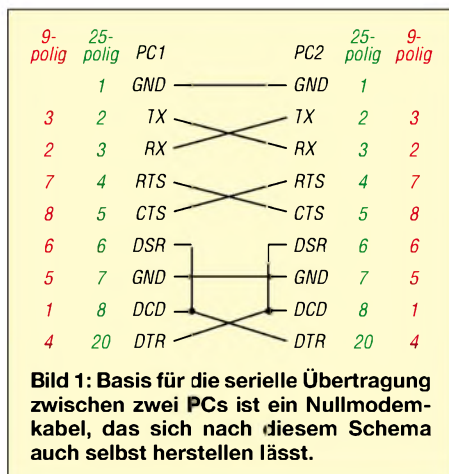 9-polig 25-polig PC1 PC2 25-polig 9-polig
1 GND GND 1
3 2 TX TX 2 3
2 3 RX RX 3 2
7 4 RTS RTS 4 7
8 5 CTS CTS 5 8
6 6 DSR DSR 6 6
5 7 GND GND 7 5
1 8 DCD DCD 8 1
4 20 DTR DTR 20 4
Bild 1: Basis für die serielle Übertragung
zwischen zwei PCs ist ein Nullmodem-
kabel, das sich nach diesem Schema
auch selbst herstellen lässt.